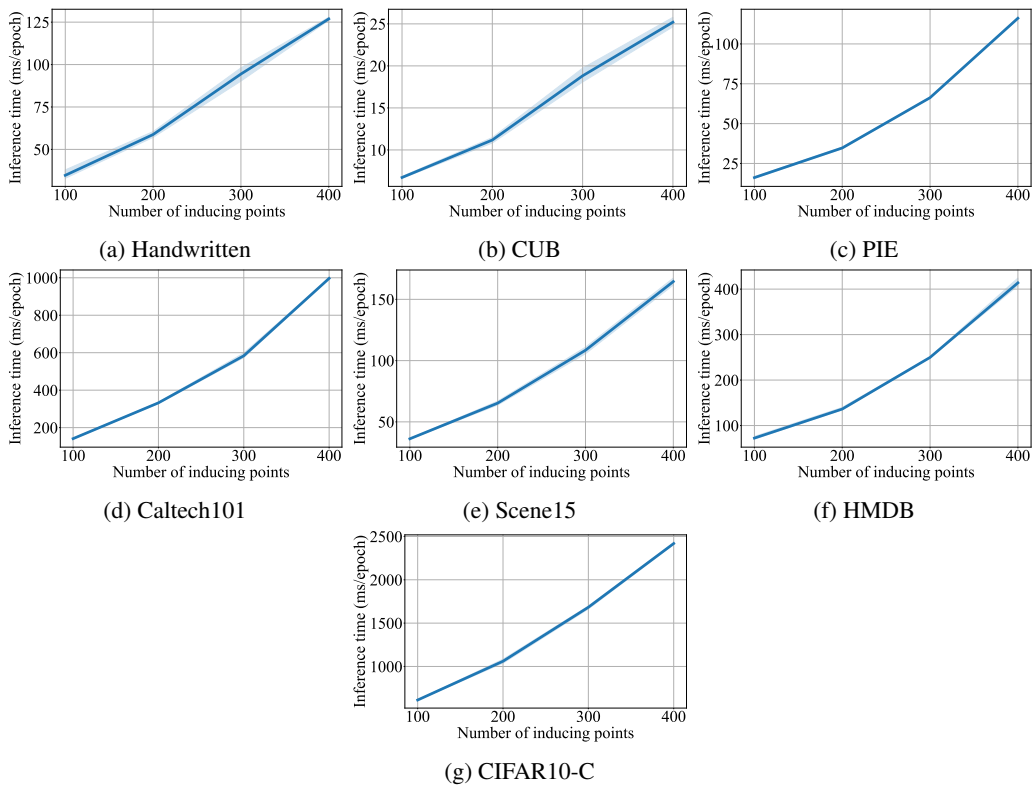 Inference time (ms/epoch)
125
100
75
50
100 200 300 400
Number of inducing points
(a) Handwritten
Inference time (ms/epoch)
25
20
15
10
100 200 300 400
Number of inducing points
(b) CUB
Inference time (ms/epoch)
100
75
50
25
100 200 300 400
Number of inducing points
(c) PIE
Inference time (ms/epoch)
1000
800
600
400
200
100 200 300 400
Number of inducing points
(d) Caltech101
Inference time (ms/epoch)
150
100
50
100 200 300 400
Number of inducing points
(e) Scene15
Inference time (ms/epoch)
400
300
200
100
100 200 300 400
Number of inducing points
(f) HMDB
Inference time (ms/epoch)
2500
2000
1500
1000
100 200 300 400
Number of inducing points
(g) CIFAR10-C